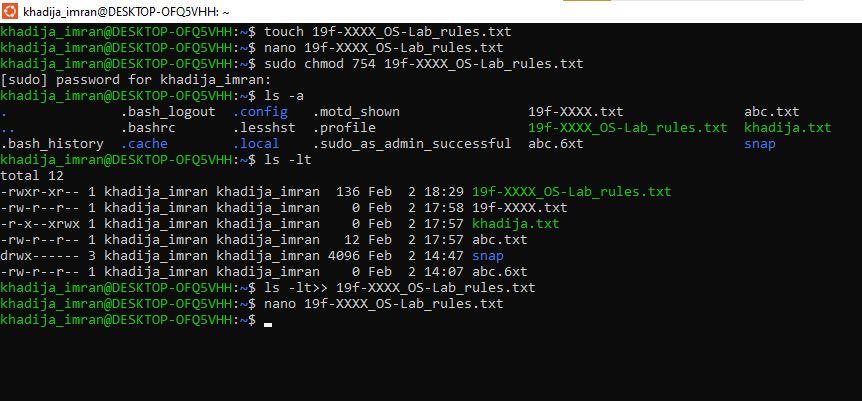 khadija_imran@DESKTOP-OFQ5VHH: ~
khadija_imran@DESKTOP-OFQ5VHH:~$ touch 19f-XXXX_OS-Lab_rules.txt
khadija_imran@DESKTOP-OFQ5VHH:~$ nano 19f-XXXX_OS-Lab_rules.txt
khadija_imran@DESKTOP-OFQ5VHH:~$ sudo chmod 754 19f-XXXX_OS-Lab_rules.txt
[sudo] password for khadija_imran:
khadija_imran@DESKTOP-OFQ5VHH:~$ ls -a
.              .bash_logout  .config   .motd_shown                19f-XXXX.txt               abc.txt
..             .bashrc       .lesshst  .profile                   19f-XXXX_OS-Lab_rules.txt  khadija.txt
.bash_history  .cache        .local    .sudo_as_admin_successful  abc.6xt                    snap
khadija_imran@DESKTOP-OFQ5VHH:~$ ls -lt
total 12
-rwxr-xr-- 1 khadija_imran khadija_imran  136 Feb  2 18:29 19f-XXXX_OS-Lab_rules.txt
-rw-r--r-- 1 khadija_imran khadija_imran    0 Feb  2 17:58 19f-XXXX.txt
-r-x--xrwx 1 khadija_imran khadija_imran    0 Feb  2 17:57 khadija.txt
-rw-r--r-- 1 khadija_imran khadija_imran   12 Feb  2 17:57 abc.txt
drwx------ 3 khadija_imran khadija_imran 4096 Feb  2 14:47 snap
-rw-r--r-- 1 khadija_imran khadija_imran    0 Feb  2 14:07 abc.6xt
khadija_imran@DESKTOP-OFQ5VHH:~$ ls -lt>> 19f-XXXX_OS-Lab_rules.txt
khadija_imran@DESKTOP-OFQ5VHH:~$ nano 19f-XXXX_OS-Lab_rules.txt
khadija_imran@DESKTOP-OFQ5VHH:~$